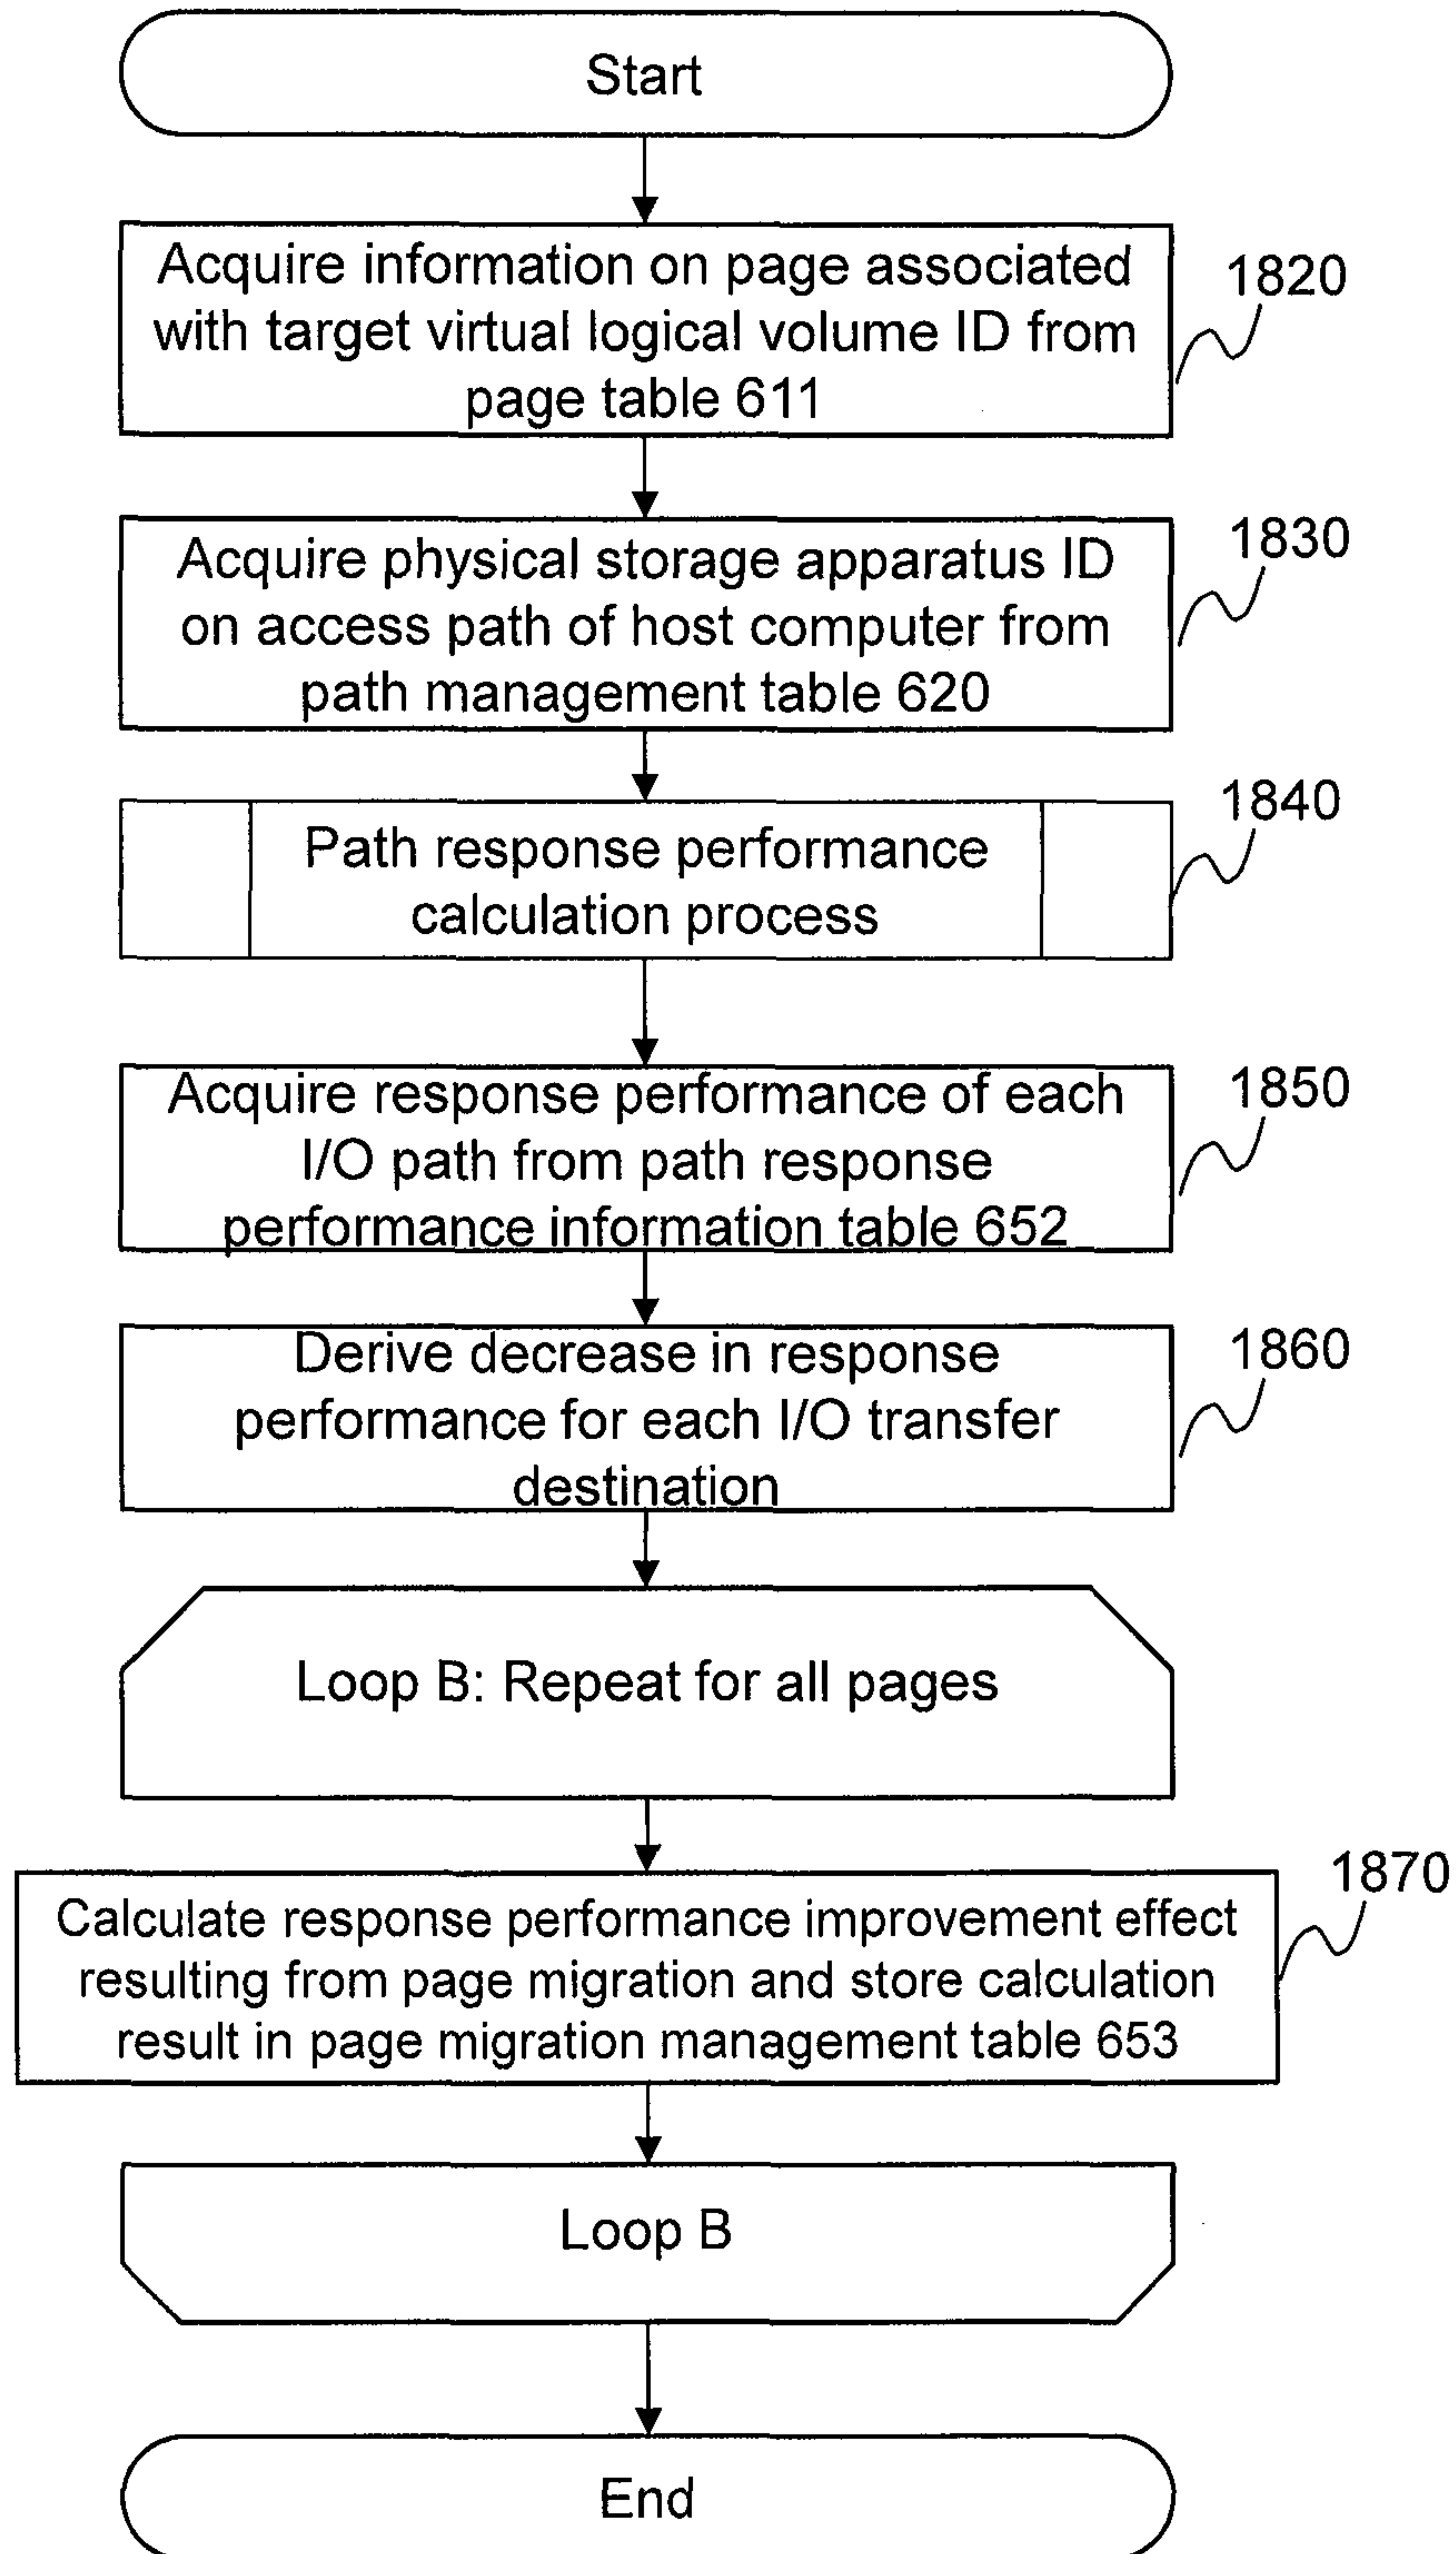 Start
Acquire information on page associated
with target virtual logical volume ID from
page table 611
1820
Acquire physical storage apparatus ID
on access path of host computer from
path management table 620
1830
Path response performance
calculation process
1840
Acquire response performance of each
I/O path from path response
performance information table 652
1850
Derive decrease in response
performance for each I/O transfer
destination
1860
Loop B: Repeat for all pages
Calculate response performance improvement effect
resulting from page migration and store calculation
result in page migration management table 653
1870
Loop B
End